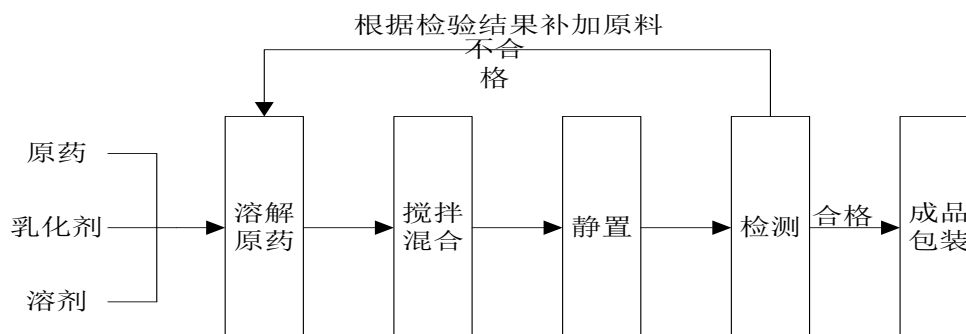 根据检验结果补加原料
不合
格
原药
乳化剂
溶剂
溶解
原药
搅拌
混合
静置
检测
合格
成品
包装